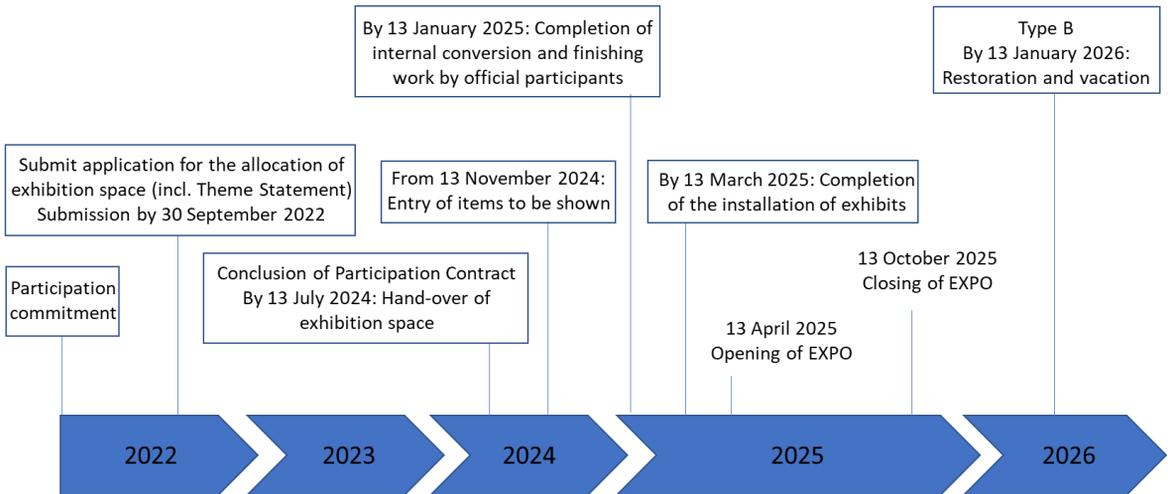 By 13 January 2025: Completion of
internal conversion and finishing
work by official participants
Type B
By 13 January 2026:
Restoration and vacation
Submit application for the allocation of
exhibition space (incl. Theme Statement)
Submission by 30 September 2022
From 13 November 2024:
Entry of items to be shown
By 13 March 2025: Completion
of the installation of exhibits
Participation
commitment
Conclusion of Participation Contract
By 13 July 2024: Hand-over of
exhibition space
13 October 2025
Closing of EXPO
13 April 2025
Opening of EXPO
2022
2023
2024
2025
2026